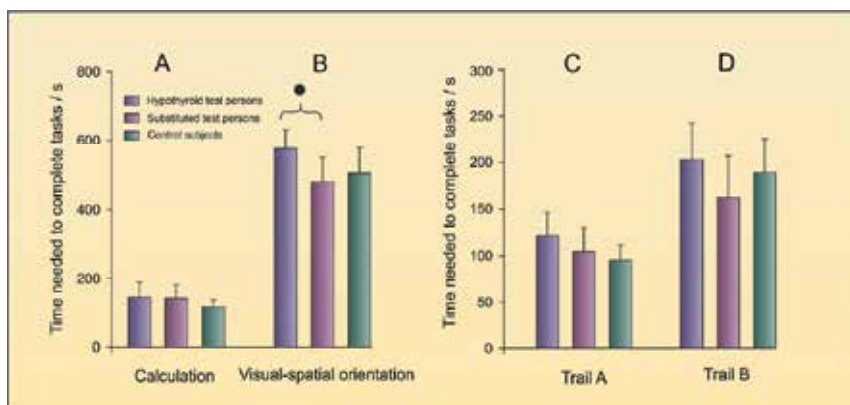 A
B
C
D
Time needed to complete tasks / s
800
600
400
200
0
Hypothyroid test persons
Substituted test persons
Control subjects
Calculation
Visual-spatial orientation
Time needed to complete tasks / s
300
250
200
150
100
50
0
Trail A
Trail B